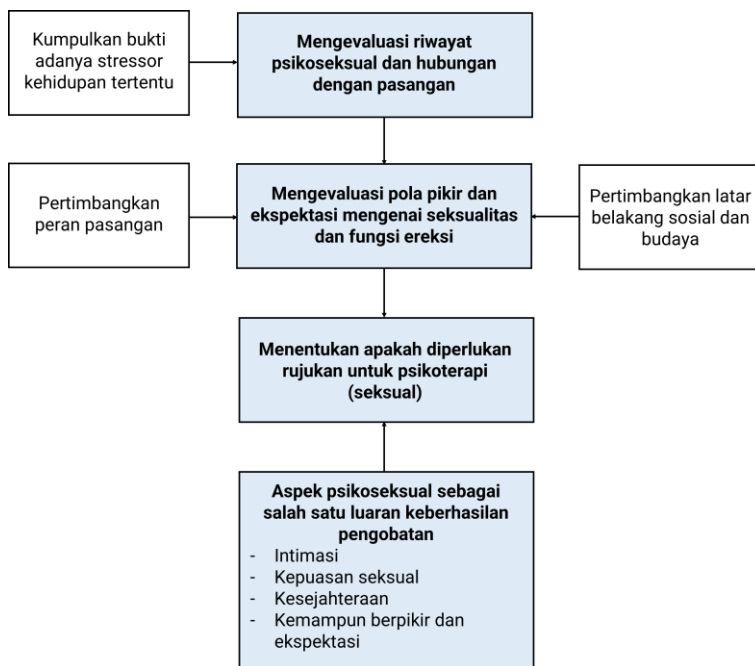 Kumpulkan bukti
adanya stressor
kehidupan tertentu
Mengevaluasi riwayat
psikoseksual dan hubungan
dengan pasangan
Pertimbangkan
peran pasangan
Mengevaluasi pola pikir dan
ekspektasi mengenai seksualitas
dan fungsi ereksi
Pertimbangkan latar
belakang sosial dan
budaya
Menentukan apakah diperlukan
rujukan untuk psikoterapi
(seksual)
Aspek psikoseksual sebagai
salah satu luaran keberhasilan
pengobatan
- Intimasi
- Kepuasan seksual
- Kesejahteraan
- Kemampun berpikir dan
ekspektasi